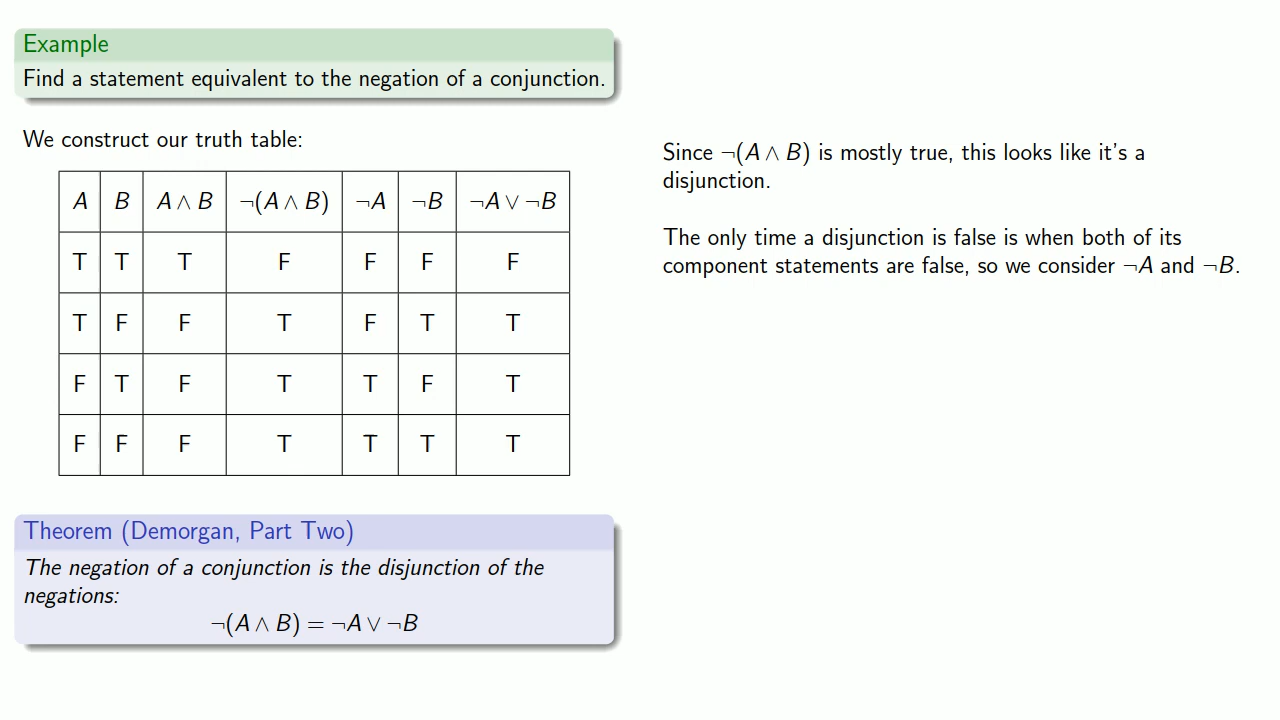 Example
Find a statement equivalent to the negation of a conjunction.
We construct our truth table:
A B A ∧ B ¬(A ∧ B) ¬A ¬B ¬A ∨ ¬B
T T T F F F F
T F F T F T T
F T F T T F T
F F F T T T T
Theorem (Demorgan, Part Two)
The negation of a conjunction is the disjunction of the
negations:
¬(A ∧ B) = ¬A ∨ ¬B
Since ¬(A ∧ B) is mostly true, this looks like it's a
disjunction.
The only time a disjunction is false is when both of its
component statements are false, so we consider ¬A and ¬B.